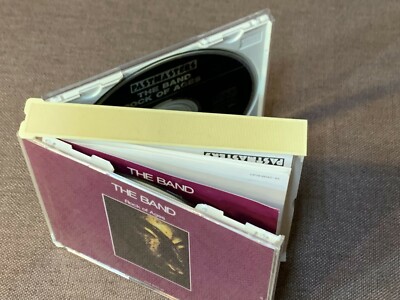 PASTMASTERS
THE BAND
ROCK OF AGES
PASTMASTERS
THE BAND
THE BAND
Rock of Ages